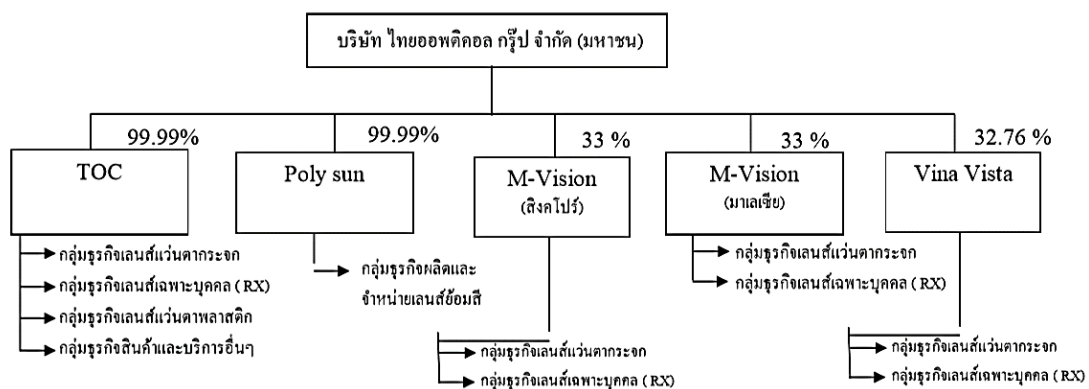 บริษัท ไทยออพติคอล กรุ๊ป จำกัด (มหาชน)
99.99%
99.99%
33 %
33 %
32.76 %
TOC
Poly sun
M-Vision
(สิงคโปร์)
M-Vision
(มาเลเซีย)
Vina Vista
กลุ่มธุรกิจเลนส์แว่นตากระจก
กลุ่มธุรกิจเลนส์เฉพาะบุคคล ( RX)
กลุ่มธุรกิจเลนส์แว่นตาพลาสติก
กลุ่มธุรกิจสินค้าและบริการอื่นๆ
กลุ่มธุรกิจผลิตและ
จำหน่ายเลนส์ย้อมสี
กลุ่มธุรกิจเลนส์แว่นตากระจก
กลุ่มธุรกิจเลนส์เฉพาะบุคคล ( RX)
กลุ่มธุรกิจเลนส์แว่นตากระจก
กลุ่มธุรกิจเลนส์เฉพาะบุคคล ( RX)
กลุ่มธุรกิจเลนส์แว่นตากระจก
กลุ่มธุรกิจเลนส์เฉพาะบุคคล ( RX)